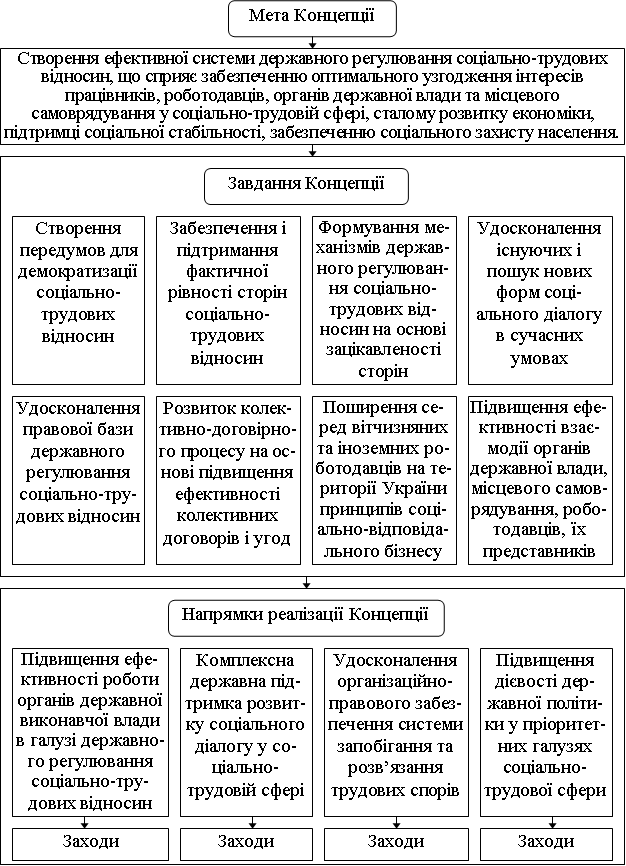 Мета Концепції
Створення ефективної системи державного регулювання соціально-трудових
відносин, що сприяє забезпеченню оптимального узгодження інтересів
працівників, роботодавців, органів державної влади та місцевого
самоврядування у соціально-трудовій сфері, сталому розвитку економіки,
підтримці соціальної стабільності, забезпеченню соціального захисту населення.
Завдання Концепції
Створення
передумов для
демократизації
соціально-
трудових
відносин
Забезпечення і
підтримання
фактичної
рівності сторін
соціально-
трудових
відносин
Формування ме-
ханізмів держав-
ного регулюван-
ня соціально-
трудових від-
носин на основі
зацікавленості
сторін
Удосконалення
існуючих і
пошук нових
форм соці-
ального діалогу
в сучасних
умовах
Удосконалення
правової бази
державного
регулювання
соціально-тру-
дових відносин
Розвиток колек-
тивно-договірно-
го процесу на ос-
нові підвищення
ефективності
колективних
договорів і угод
Поширення се-
ред вітчизняних
та іноземних ро-
ботодавців на те-
риторії України
принципів соці-
ально-відповід-
ального бізнесу
Підвищення ефе-
ктивності взає-
модії органів
державної влади,
місцевого самов-
рядування, робо-
тодавців, їх
представників
Напрямки реалізації Концепції
Підвищення ефе-
ктивності роботи
органів державної
виконавчої влади
в галузі державно-
го регулювання
соціально-тру-
дових відносин
Комплексна
державна під-
тримка розвит-
ку соціального
діалогу у со-
ціально-
трудовій сфері
Удосконалення
організаційно-
правового забез-
печення системи
запобігання та
розв’язання
трудових спорів
Підвищення
дієвості дер-
жавної політи-
ки у пріоритет-
них галузях
соціально-
трудової сфери
Заходи
Заходи
Заходи
Заходи